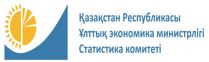 Қазақстан Республикасы
Ұлттық экономика министрлігі
Статистика комитеті